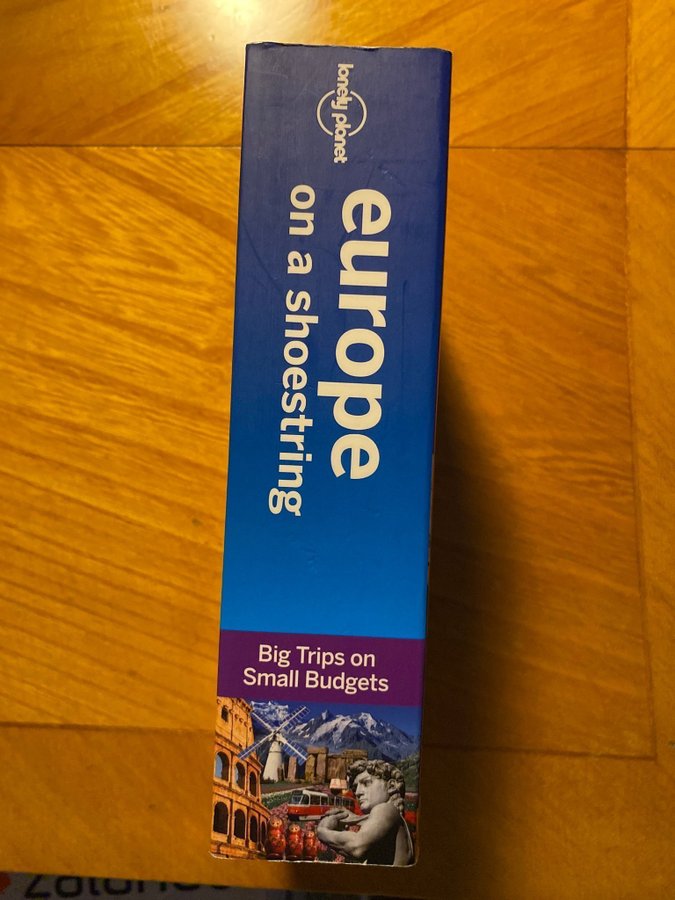 lonely planet
europe
on a shoestring
Big Trips on
Small Budgets